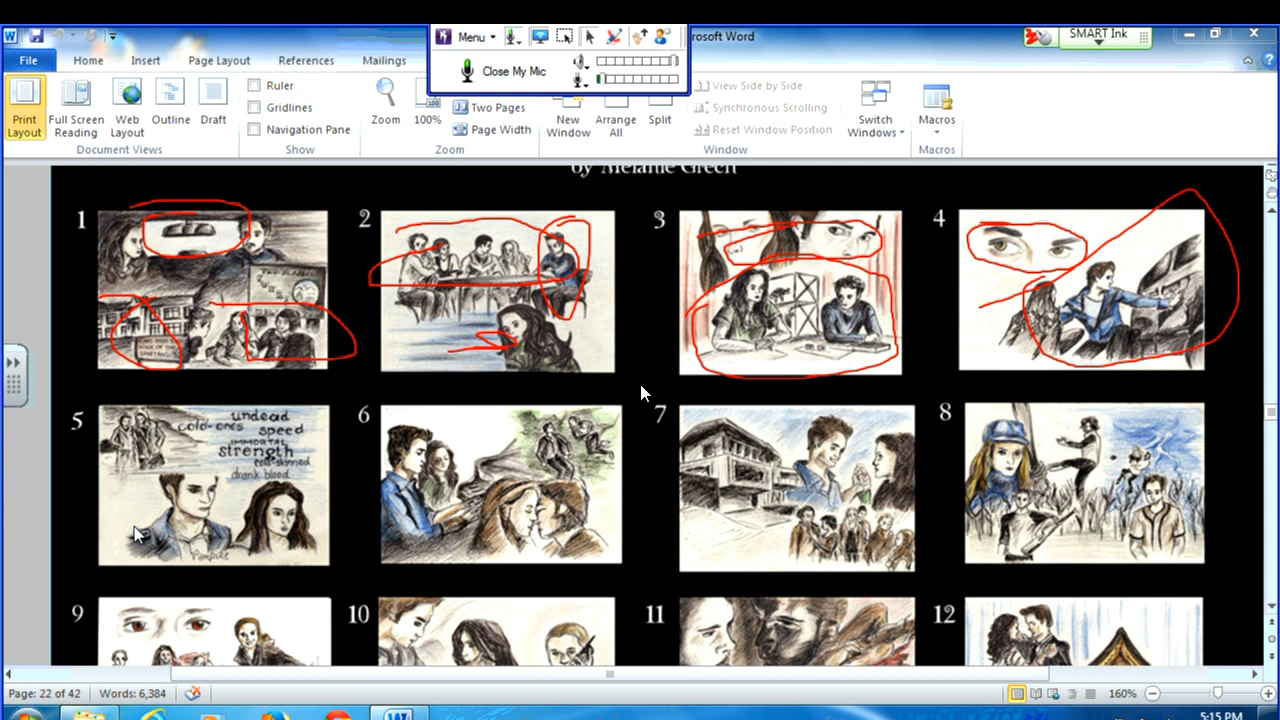 Menu
Close My Mic
rosoft Word
SMART Ink
File Home Insert Page Layout References Mailings
Print Layout
Full Screen Reading
Web Layout
Outline
Draft
Document Views
Ruler
Gridlines
Navigation Pane
Show
Zoom
100%
Two Pages
Page Width
Zoom
New Window
Arrange All
Split
View Side by Side
Synchronous Scrolling
Reset Window Position
Window
Switch Windows
Macros
Macros
by Melanie Green
1 2 3 4
5 6 7 8
undead
cold-ones speed
IMMORTAL
strength
cold-skinned
drank blood
9 10 11 12
Page: 22 of 42 Words: 6,384 160%
5:15 PM